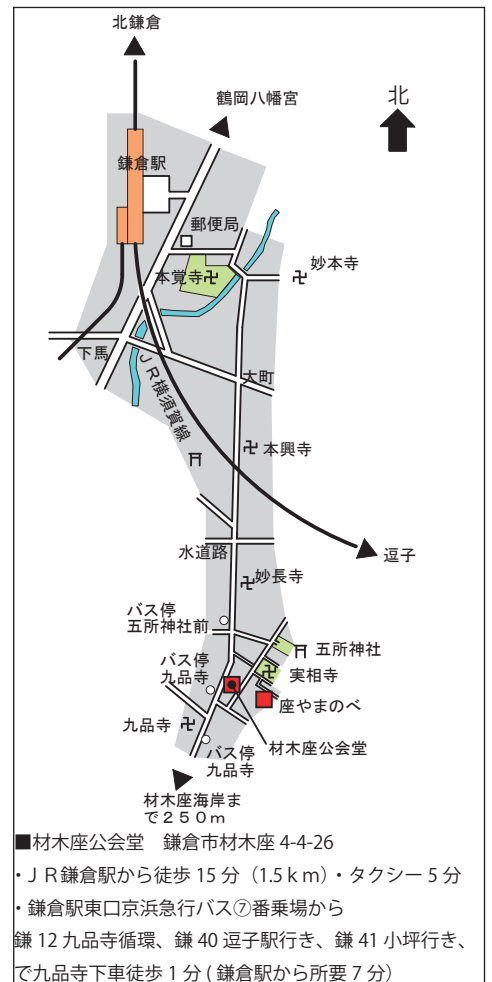 北鎌倉
鶴岡八幡宮
北
鎌倉駅
郵便局
本覚寺
妙本寺
下馬
大町
ＪＲ横須賀線
本興寺
水道路
逗子
妙長寺
バス停
五所神社前
五所神社
バス停
九品寺
実相寺
座やまのべ
九品寺
材木座公会堂
バス停
九品寺
材木座海岸ま
で２５０ｍ
■材木座公会堂　鎌倉市材木座 4-4-26
・ＪＲ鎌倉駅から徒歩 15 分（1.5ｋｍ）・タクシー 5 分
・鎌倉駅東口京浜急行バス⑦番乗場から
鎌 12 九品寺循環、鎌 40 逗子駅行き、鎌 41 小坪行き、
で九品寺下車徒歩 1 分 ( 鎌倉駅から所要 7 分）